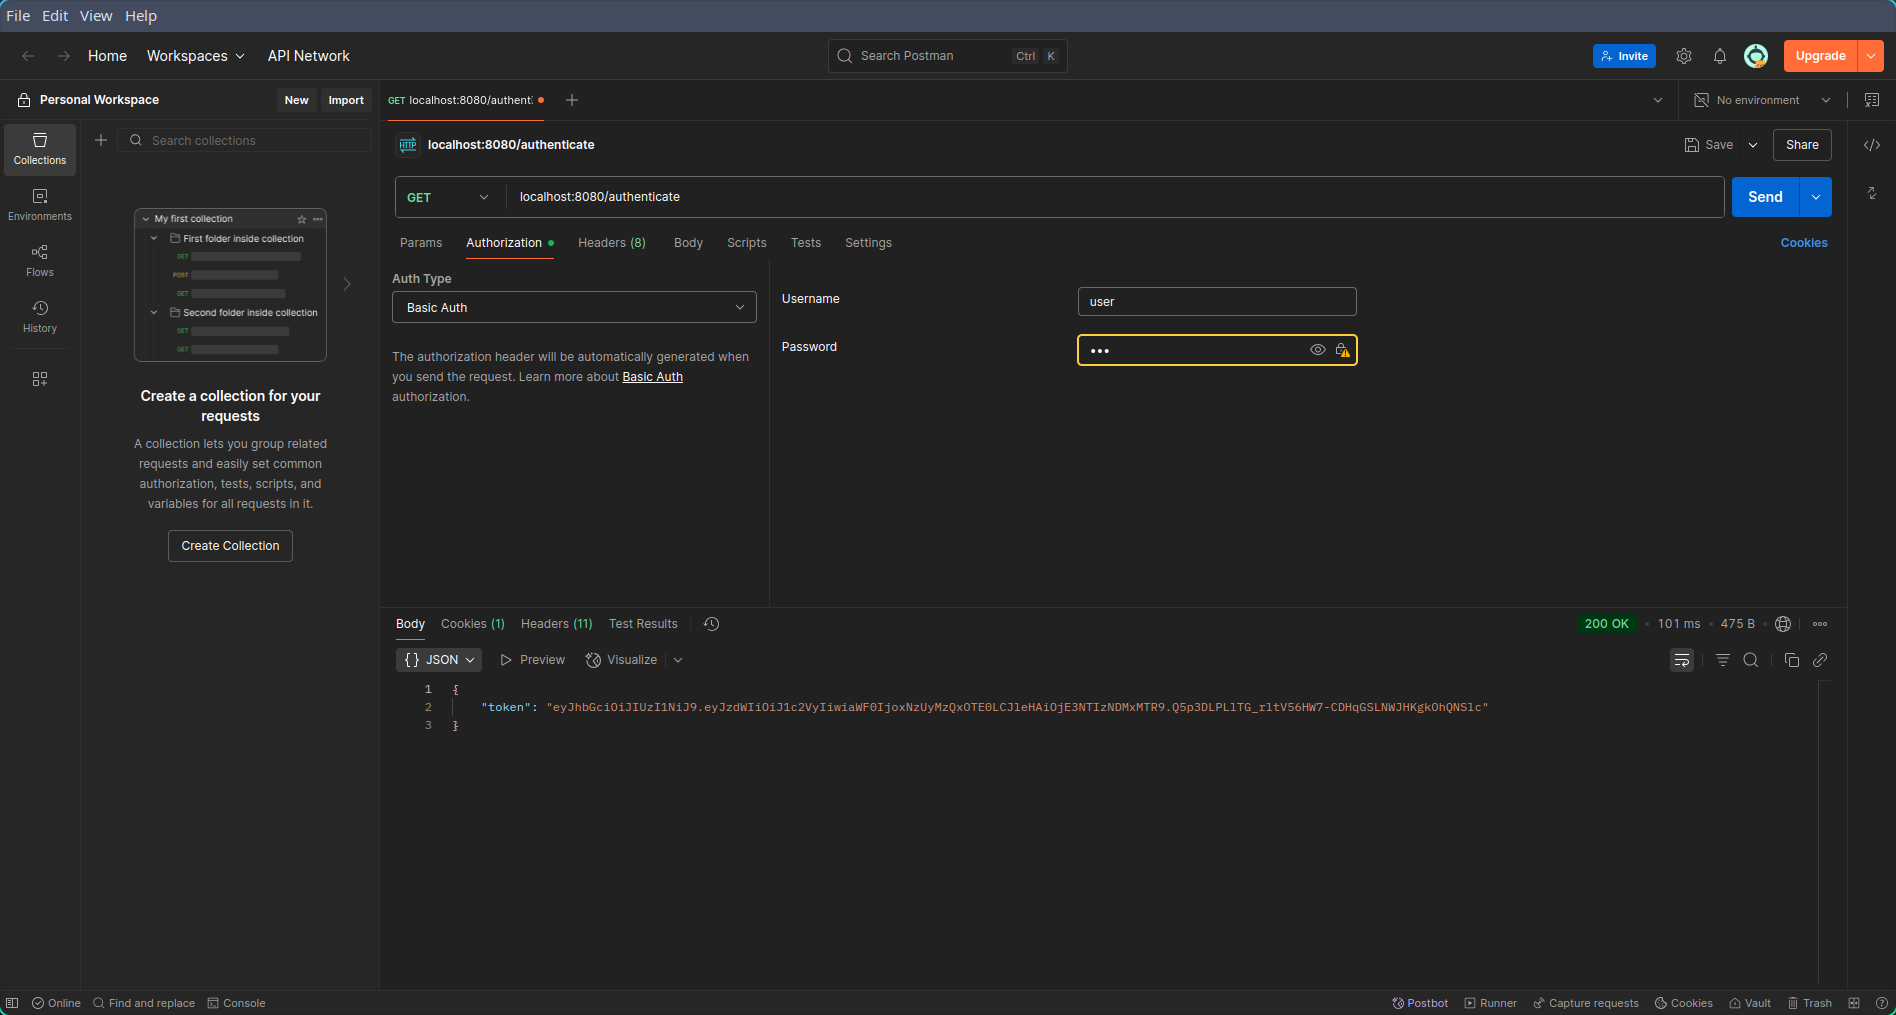 File Edit View Help
Home Workspaces API Network Search Postman Ctrl K Invite Upgrade
Personal Workspace New Import GET localhost:8080/authent No environment
Collections Search collections localhost:8080/authenticate Save Share
Environments
Flows
History
My first collection
First folder inside collection
GET
POST
GET
Second folder inside collection
GET
GET
Create a collection for your
requests
A collection lets you group related
requests and easily set common
authorization, tests, scripts, and
variables for all requests in it.
Create Collection
HTTP
GET localhost:8080/authenticate Send
Params Authorization Headers (8) Body Scripts Tests Settings Cookies
Auth Type
Basic Auth
The authorization header will be automatically generated when
you send the request. Learn more about Basic Auth
authorization.
Username user
Password •••
Body Cookies (1) Headers (11) Test Results 200 OK • 101 ms • 475 B
{} JSON Preview Visualize
1 {
2 "token": "eyJhbGciOiJIUzI1NiJ9.eyJzdWIiOiJ1c2VyIiwiaWF0IjoxNzUyMzQxOTE0LCJleHAiOjE3NTIzNDMxMTR9.Q5p3DLPLlTG_rltV56HW7-CDHqGSLNWJHKgkOhQNSlc"
3 }
Online Find and replace Console Postbot Runner Capture requests Cookies Vault Trash